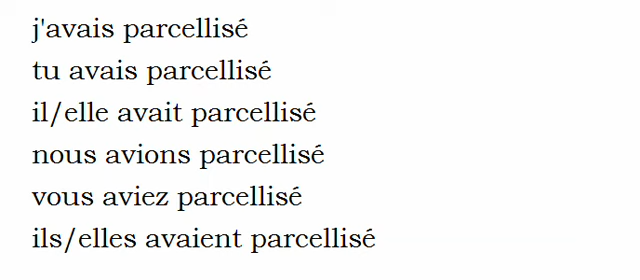 j'avais parcellisé
tu avais parcellisé
il/elle avait parcellisé
nous avions parcellisé
vous aviez parcellisé
ils/elles avaient parcellisé